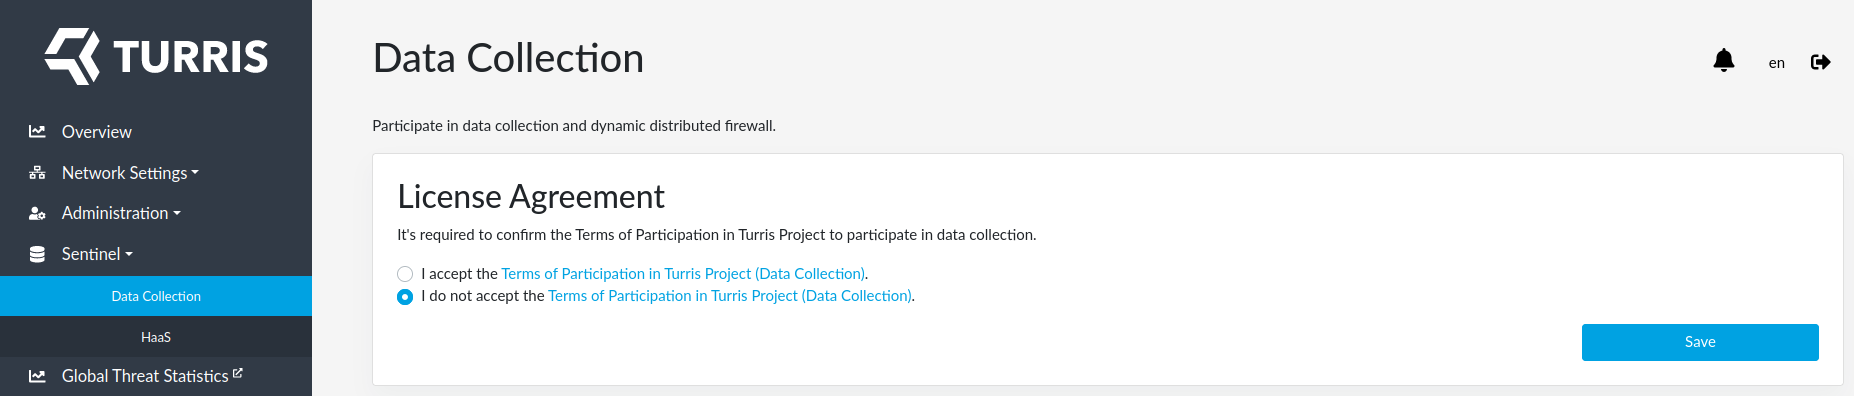 TURRIS
Overview
Network Settings
Administration
Sentinel
Data Collection
HaaS
Global Threat Statistics
Data Collection
en
Participate in data collection and dynamic distributed firewall.
License Agreement
It's required to confirm the Terms of Participation in Turris Project to participate in data collection.
I accept the Terms of Participation in Turris Project (Data Collection).
I do not accept the Terms of Participation in Turris Project (Data Collection).
Save